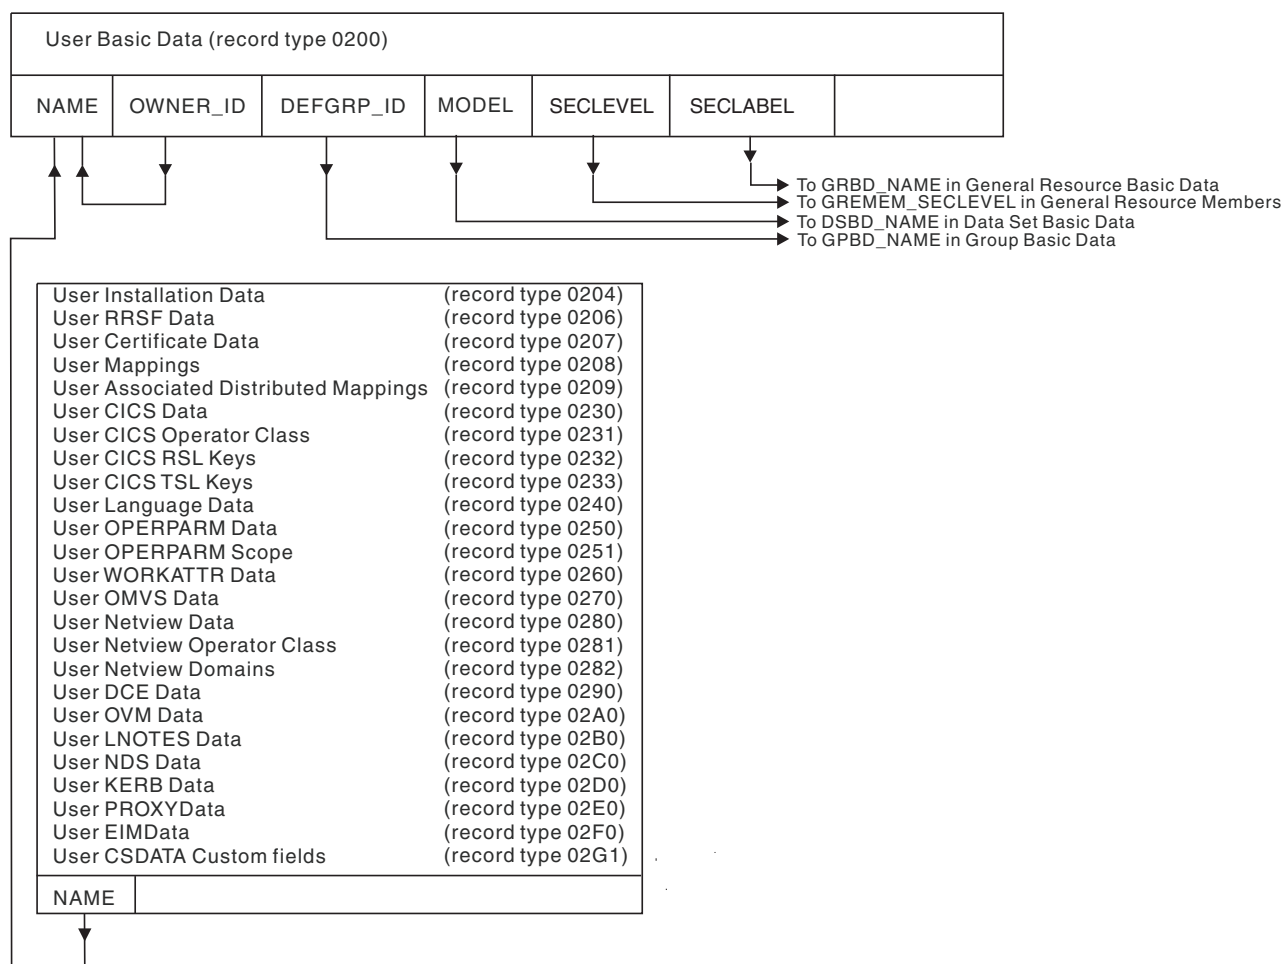 User Basic Data (record type 0200)
NAME OWNER_ID DEFGRP_ID MODEL SECLEVEL SECLABEL
To GRBD_NAME in General Resource Basic Data
To GREMEM_SECLEVEL in General Resource Members
To DSBD_NAME in Data Set Basic Data
To GPBD_NAME in Group Basic Data
User Installation Data (record type 0204)
User RRSF Data (record type 0206)
User Certificate Data (record type 0207)
User Mappings (record type 0208)
User Associated Distributed Mappings (record type 0209)
User CICS Data (record type 0230)
User CICS Operator Class (record type 0231)
User CICS RSL Keys (record type 0232)
User CICS TSL Keys (record type 0233)
User Language Data (record type 0240)
User OPERPARM Data (record type 0250)
User OPERPARM Scope (record type 0251)
User WORKATTR Data (record type 0260)
User OMVS Data (record type 0270)
User Netview Data (record type 0280)
User Netview Operator Class (record type 0281)
User Netview Domains (record type 0282)
User DCE Data (record type 0290)
User OVM Data (record type 02A0)
User LNOTES Data (record type 02B0)
User NDS Data (record type 02C0)
User KERB Data (record type 02D0)
User PROXYData (record type 02E0)
User EIMData (record type 02F0)
User CSDATA Custom fields (record type 02G1)
NAME